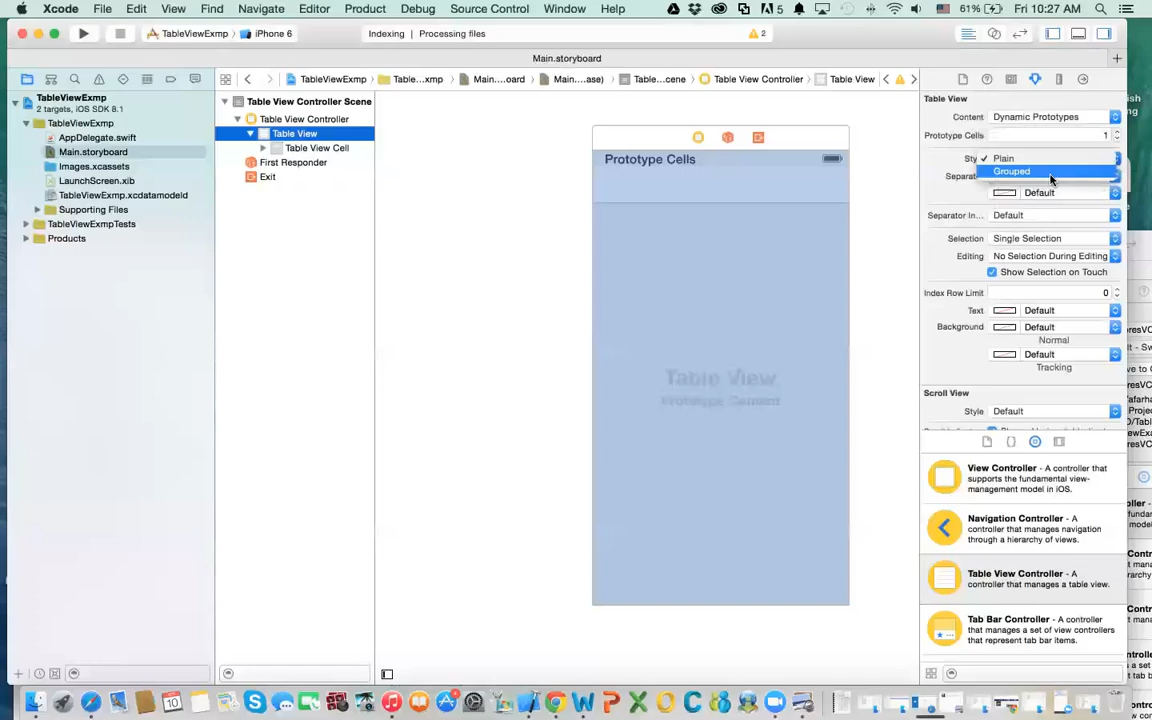 Xcode File Edit View Find Navigate Editor Product Debug Source Control Window Help
5 61% Fri 10:27 AM
TableViewExmp iPhone 6 Indexing | Processing files 2
Main.storyboard
TableViewExmp Table...xmp Main....oard Main....ase) Table...cene Table View Controller Table View
TableViewExmp
2 targets, iOS SDK 8.1
TableViewExmp
AppDelegate.swift
Main.storyboard
Images.xcassets
LaunchScreen.xib
TableViewExmp.xcdatamodeld
Supporting Files
TableViewExmpTests
Products
Table View Controller Scene
Table View Controller
Table View
Table View Cell
First Responder
Exit
Prototype Cells
Table View
Prototype Content
Table View
Content Dynamic Prototypes
Prototype Cells 1
Sty Plain
Grouped
Separat
Default
Separator In... Default
Selection Single Selection
Editing No Selection During Editing
Show Selection on Touch
Index Row Limit 0
Text Default
Background Default
Normal
Default
Tracking
Scroll View
Style Default
View Controller - A controller that
supports the fundamental view-
management model in iOS.
Navigation Controller - A
controller that manages navigation
through a hierarchy of views.
Table View Controller - A
controller that manages a table view.
Tab Bar Controller - A
controller that manages a set of view controllers
that represent tab bar items.